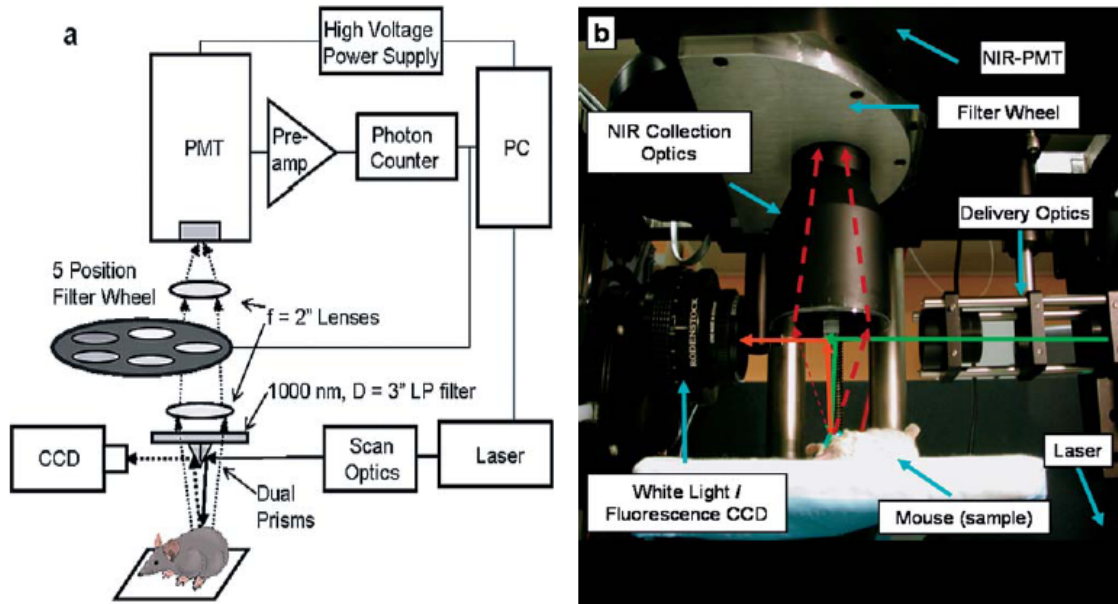 a
High Voltage
Power Supply
PMT
Pre-
amp
Photon
Counter
PC
5 Position
Filter Wheel
f = 2" Lenses
1000 nm, D = 3" LP filter
CCD
Scan
Optics
Laser
Dual
Prisms
b
NIR-PMT
Filter Wheel
NIR Collection
Optics
Delivery Optics
RODENSTOCK
Laser
White Light /
Fluorescence CCD
Mouse (sample)